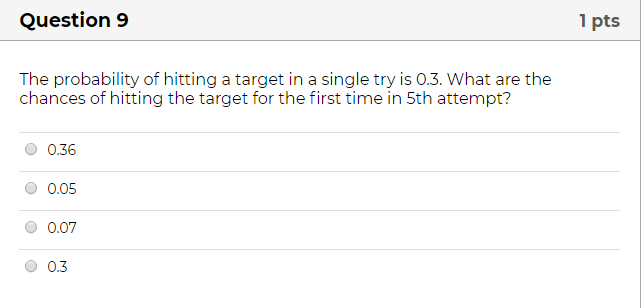 Question 9
1 pts
The probability of hitting a target in a single try is 0.3. What are the
chances of hitting the target for the first time in 5th attempt?
0.36
0.05
0.07
0.3